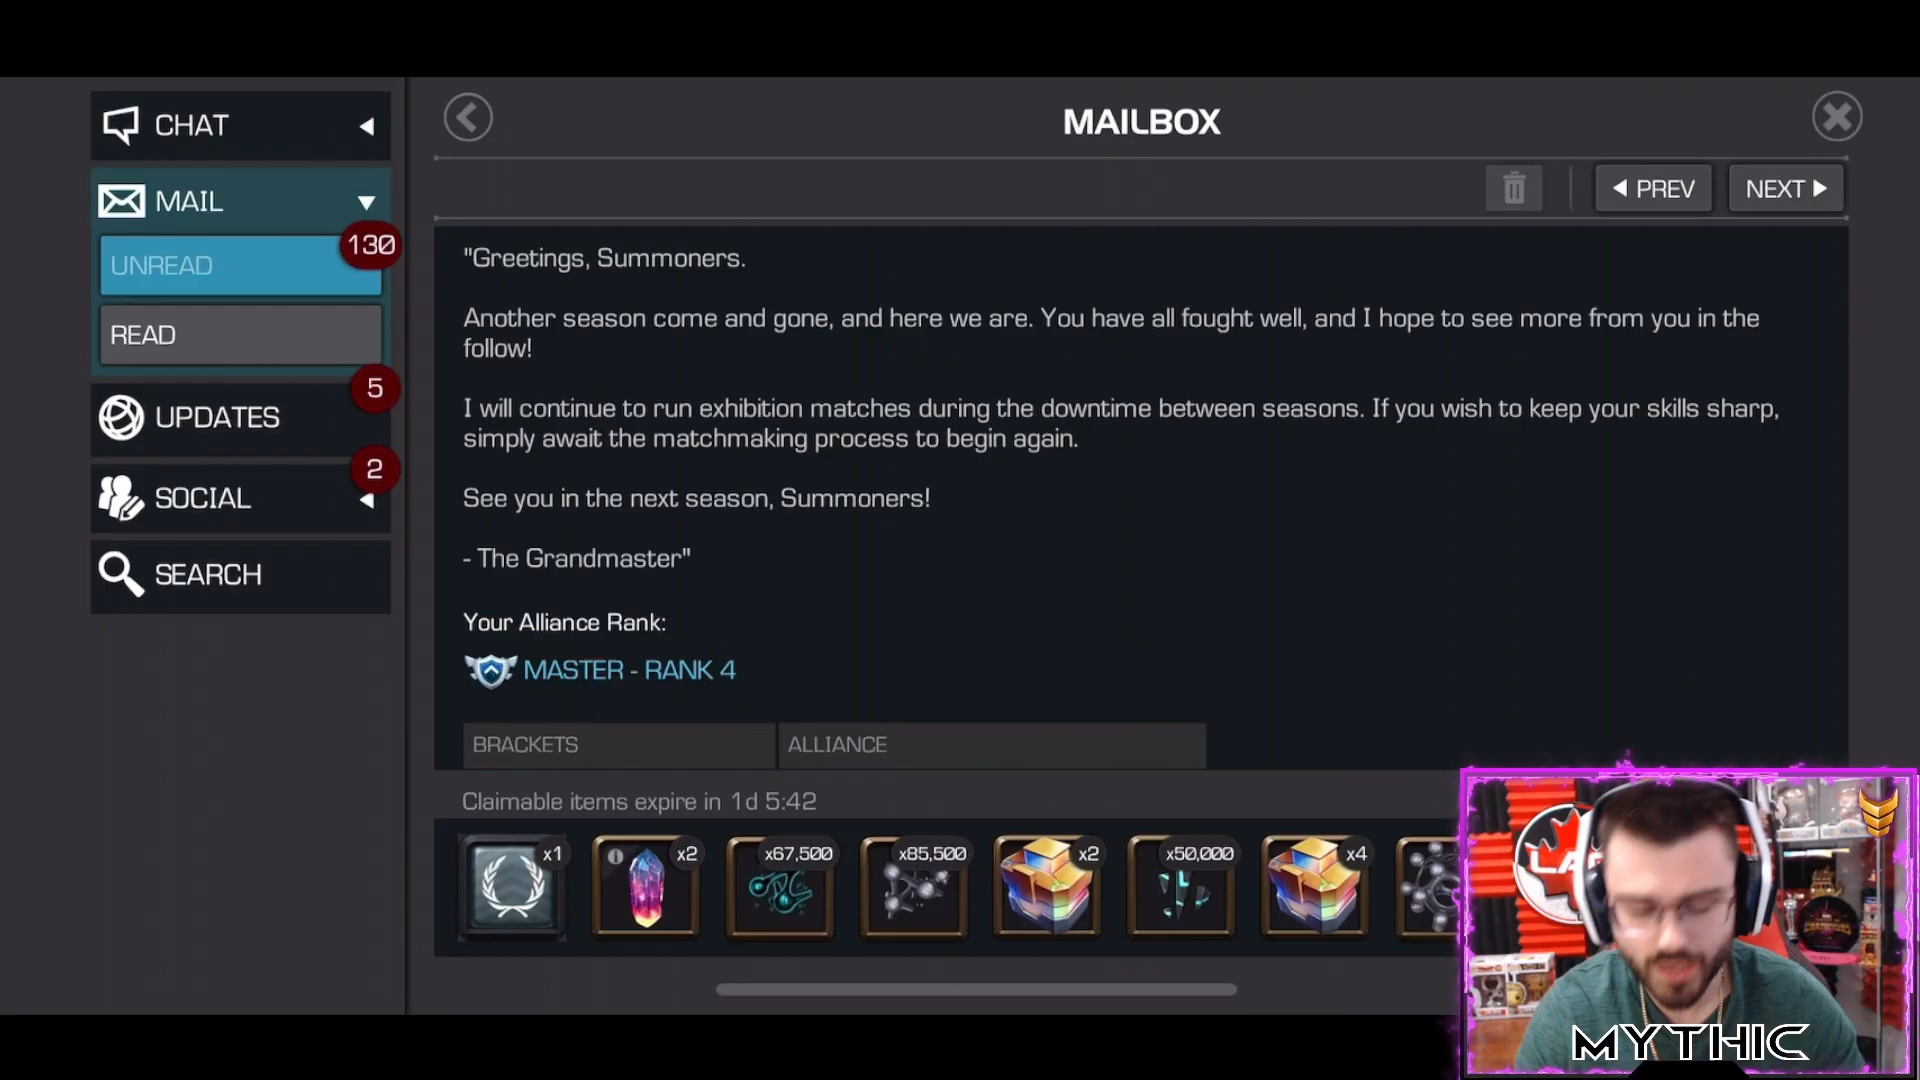 CHAT
MAIL
130
UNREAD
READ
5
UPDATES
2
SOCIAL
SEARCH
MAILBOX
PREV
NEXT
"Greetings, Summoners.
Another season come and gone, and here we are. You have all fought well, and I hope to see more from you in the
follow!
I will continue to run exhibition matches during the downtime between seasons. If you wish to keep your skills sharp,
simply await the matchmaking process to begin again.
See you in the next season, Summoners!
- The Grandmaster"
Your Alliance Rank:
MASTER - RANK 4
BRACKETS
ALLIANCE
Claimable items expire in 1d 5:42
x1
x2
x67,500
x85,500
x2
x50,000
x4
MYTHIC